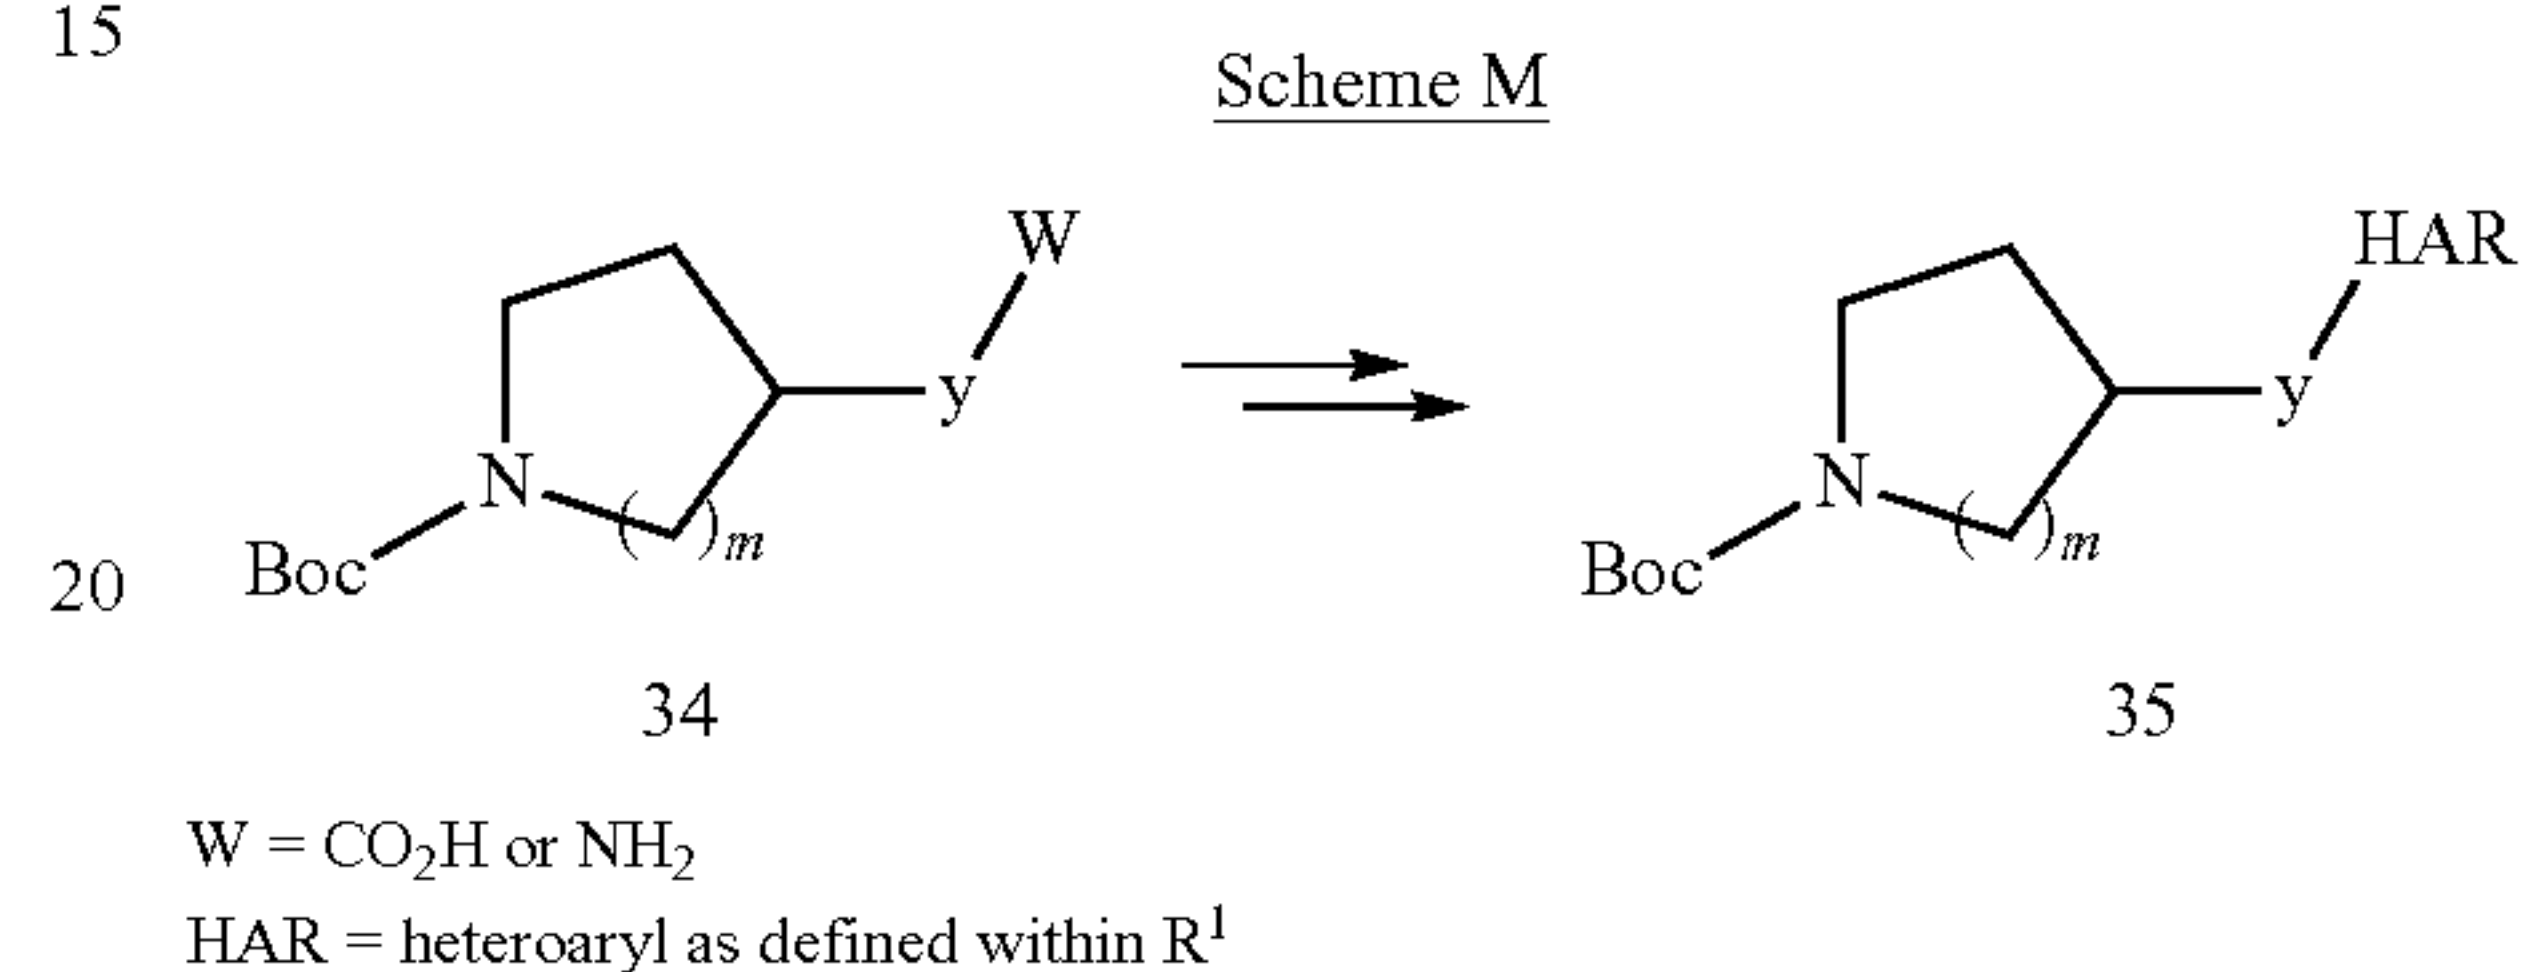 15
Scheme M
W
HAR
y
y
N
N
( )m
( )m
Boc
Boc
20
34
35
W = CO₂H or NH₂
HAR = heteroaryl as defined within R¹